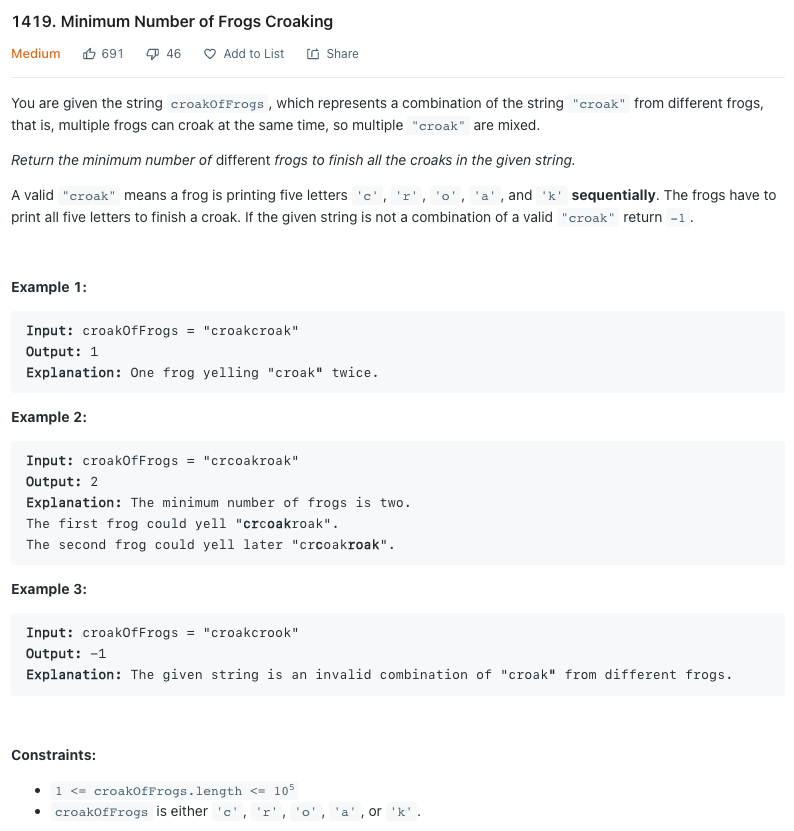 1419. Minimum Number of Frogs Croaking
Medium 691 46 Add to List Share
You are given the string croakOfFrogs, which represents a combination of the string "croak" from different frogs,
that is, multiple frogs can croak at the same time, so multiple "croak" are mixed.
Return the minimum number of different frogs to finish all the croaks in the given string.
A valid "croak" means a frog is printing five letters 'c', 'r', 'o', 'a', and 'k' sequentially. The frogs have to
print all five letters to finish a croak. If the given string is not a combination of a valid "croak" return -1.
Example 1:
Input: croakOfFrogs = "croakcroak"
Output: 1
Explanation: One frog yelling "croak" twice.
Example 2:
Input: croakOfFrogs = "crcoakroak"
Output: 2
Explanation: The minimum number of frogs is two.
The first frog could yell "crcoakroak".
The second frog could yell later "crcoakroak".
Example 3:
Input: croakOfFrogs = "croakcrook"
Output: -1
Explanation: The given string is an invalid combination of "croak" from different frogs.
Constraints:
• 1 <= croakOfFrogs.length <= 10⁵
• croakOfFrogs is either 'c', 'r', 'o', 'a', or 'k'.